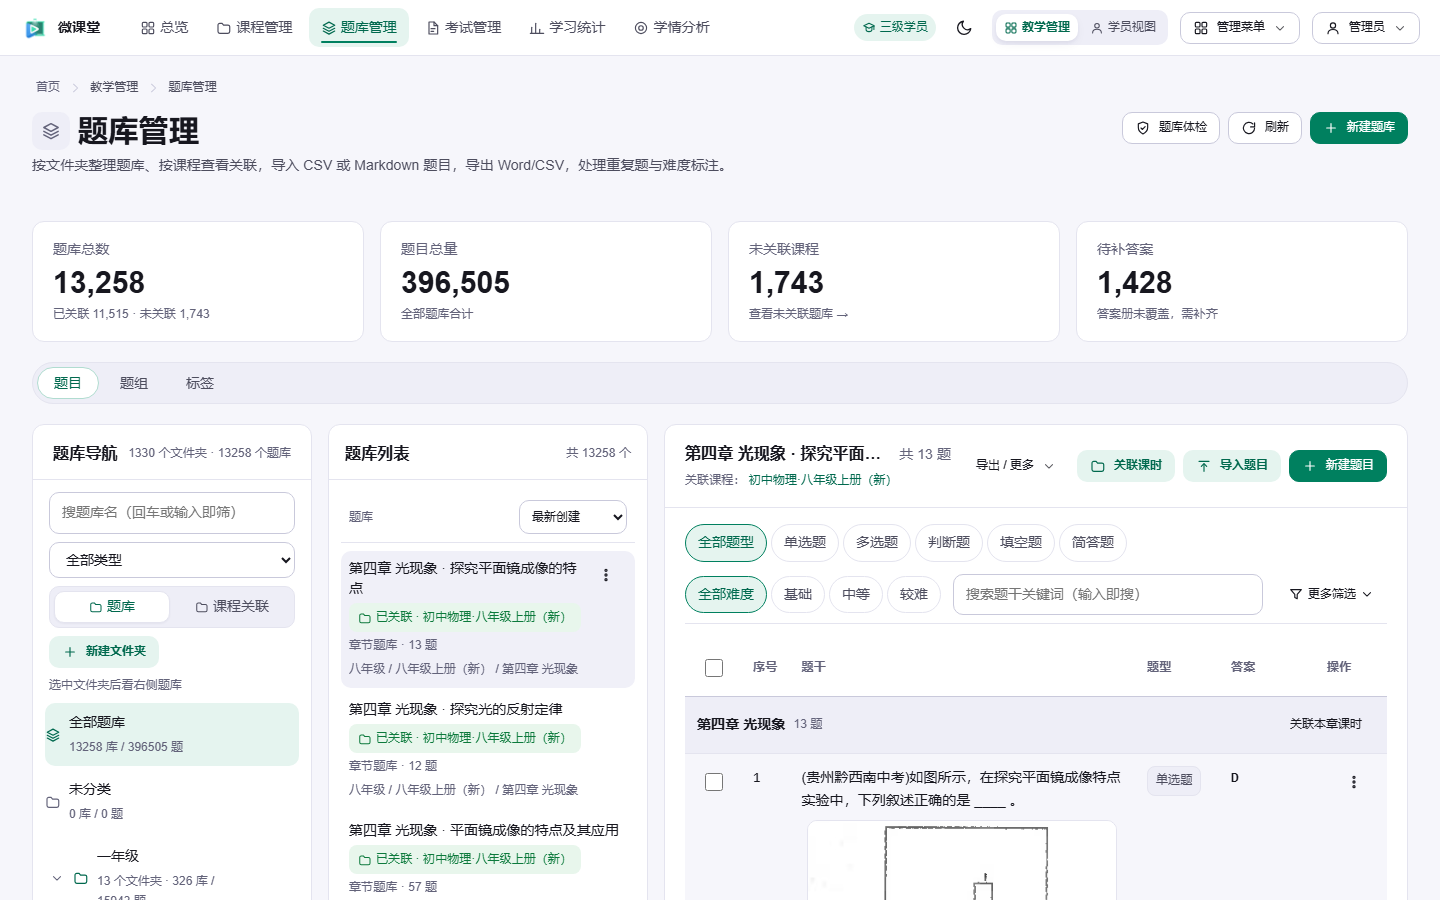 微课堂
总览
课程管理
题库管理
考试管理
学习统计
学情分析
三级学员
教学管理
学员视图
管理菜单
管理员
首页
教学管理
题库管理
题库管理
题库体检
刷新
新建题库
按文件夹整理题库、按课程查看关联，导入 CSV 或 Markdown 题目，导出 Word/CSV，处理重复题与难度标注。
题库总数
13,258
已关联 11,515 · 未关联 1,743
题目总量
396,505
全部题库合计
未关联课程
1,743
查看未关联题库 →
待补答案
1,428
答案册未覆盖，需补齐
题目
题组
标签
题库导航
1330 个文件夹 · 13258 个题库
搜题库名（回车或输入即筛）
全部类型
题库
课程关联
新建文件夹
选中文件夹后看右侧题库
全部题库
13258 库 / 396505 题
未分类
0 库 / 0 题
一年级
13 个文件夹 · 326 库 /
15943 题
题库列表
共 13258 个
题库
最新创建
第四章 光现象 · 探究平面镜成像的特
点
已关联 · 初中物理·八年级上册（新）
章节题库 · 13 题
八年级 / 八年级上册（新） / 第四章 光现象
第四章 光现象 · 探究光的反射定律
已关联 · 初中物理·八年级上册（新）
章节题库 · 12 题
八年级 / 八年级上册（新） / 第四章 光现象
第四章 光现象 · 平面镜成像的特点及其应用
已关联 · 初中物理·八年级上册（新）
章节题库 · 57 题
第四章 光现象 · 探究平面…
共 13 题
关联课程：
初中物理·八年级上册（新）
导出 / 更多
关联课时
导入题目
新建题目
全部题型
单选题
多选题
判断题
填空题
简答题
全部难度
基础
中等
较难
搜索题干关键词（输入即搜）
更多筛选
序号
题干
题型
答案
操作
第四章 光现象
13 题
关联本章课时
1
(贵州黔西南中考)如图所示，在探究平面镜成像特点
实验中，下列叙述正确的是 ____ 。
单选题
D